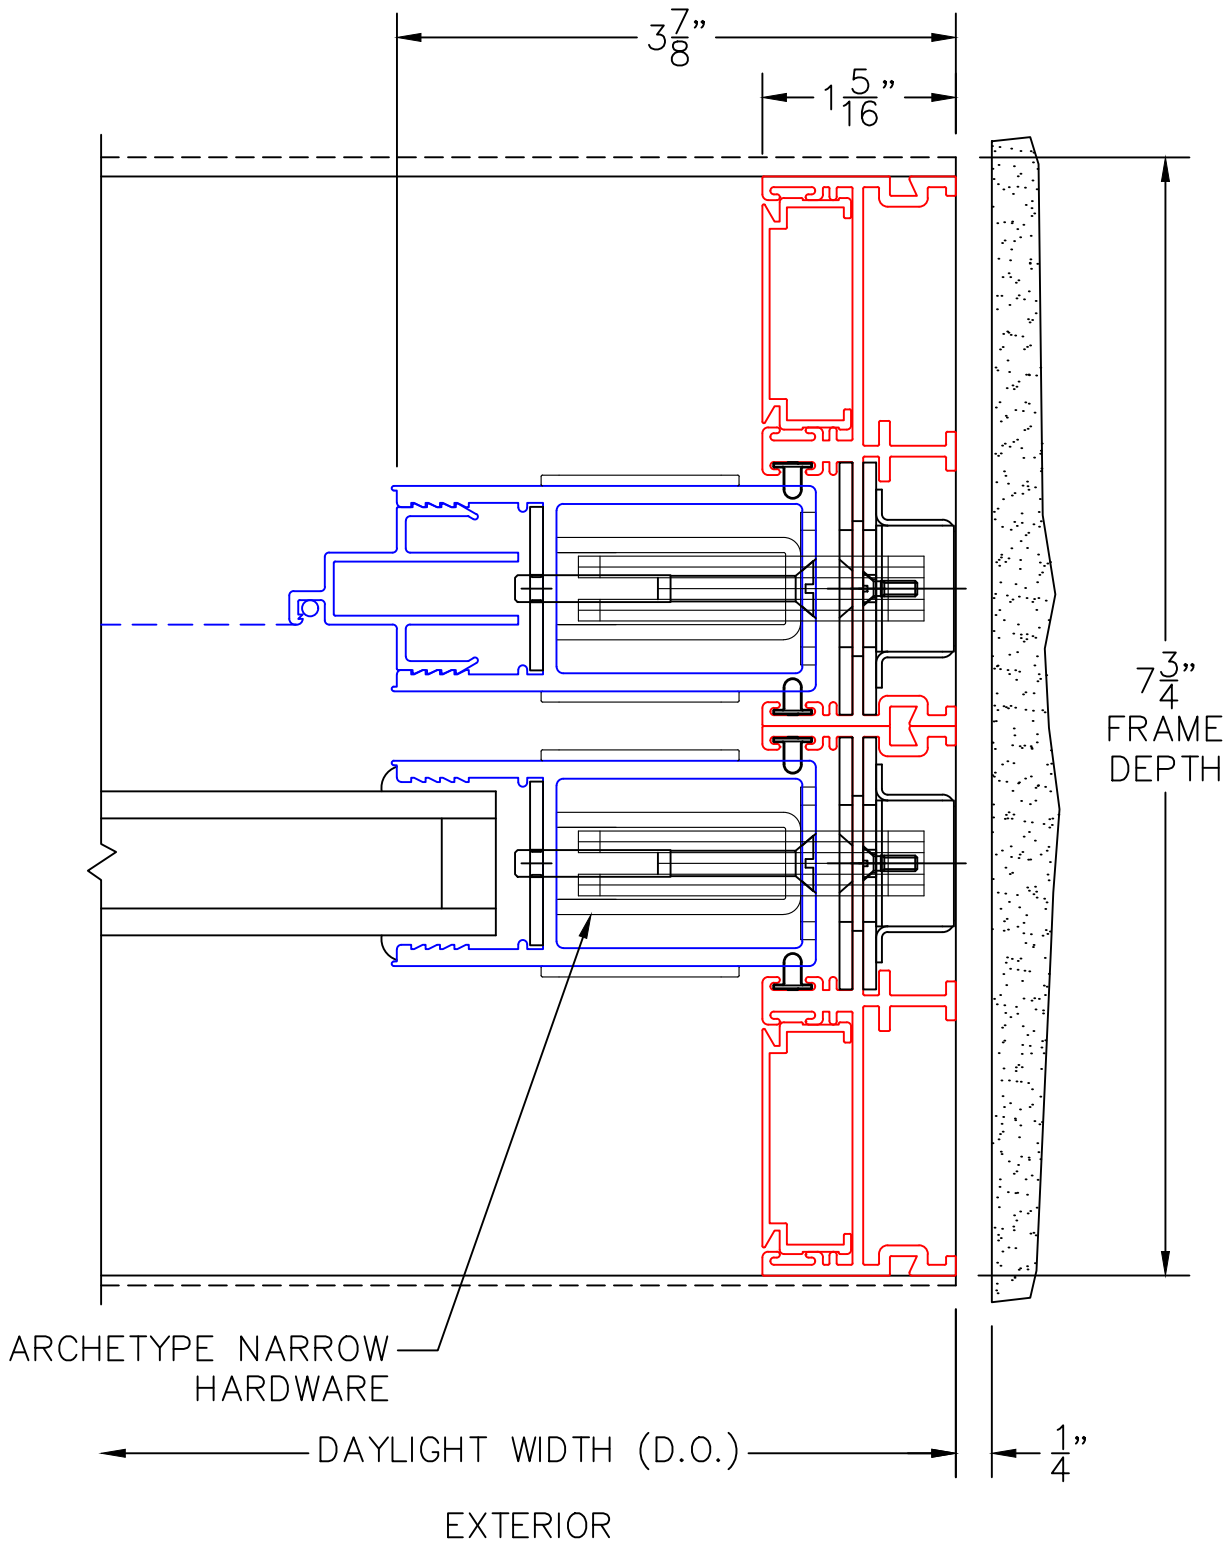 3 7/8”
1 5/16”
7 3/4”
FRAME
DEPTH
ARCHETYPE NARROW
HARDWARE
DAYLIGHT WIDTH (D.O.)
1/4”
EXTERIOR